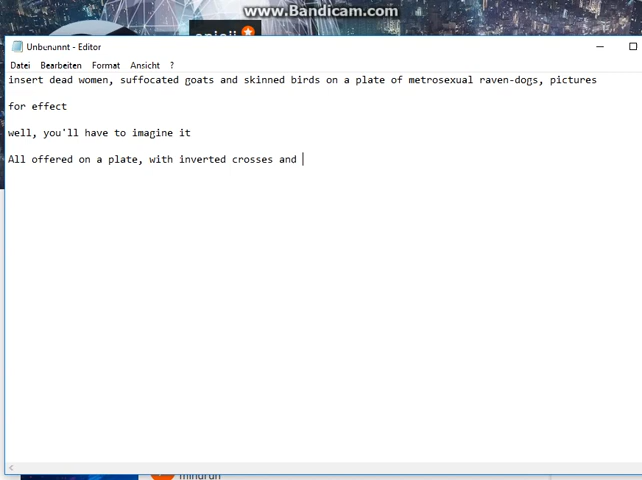 www.Bandicam.com
Unbenannt - Editor
Datei Bearbeiten Format Ansicht ?
insert dead women, suffocated goats and skinned birds on a plate of metrosexual raven-dogs, pictures
for effect
well, you'll have to imagine it
All offered on a plate, with inverted crosses and